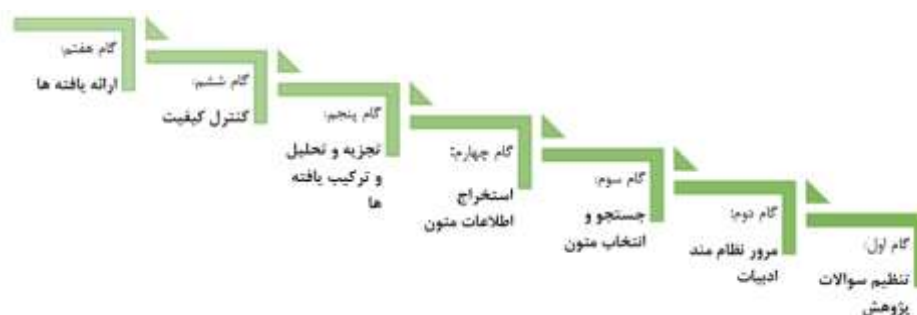 گام اول:
تنظیم سوالات
پژوهش
گام دوم:
مرور نظام مند
ادبیات
گام سوم:
جستجو و
انتخاب متون
گام چهارم:
استخراج
اطلاعات متون
گام پنجم:
تجزیه و تحلیل
و ترکیب یافته
ها
گام ششم:
کنترل کیفیت
گام هفتم:
ارائه یافته ها